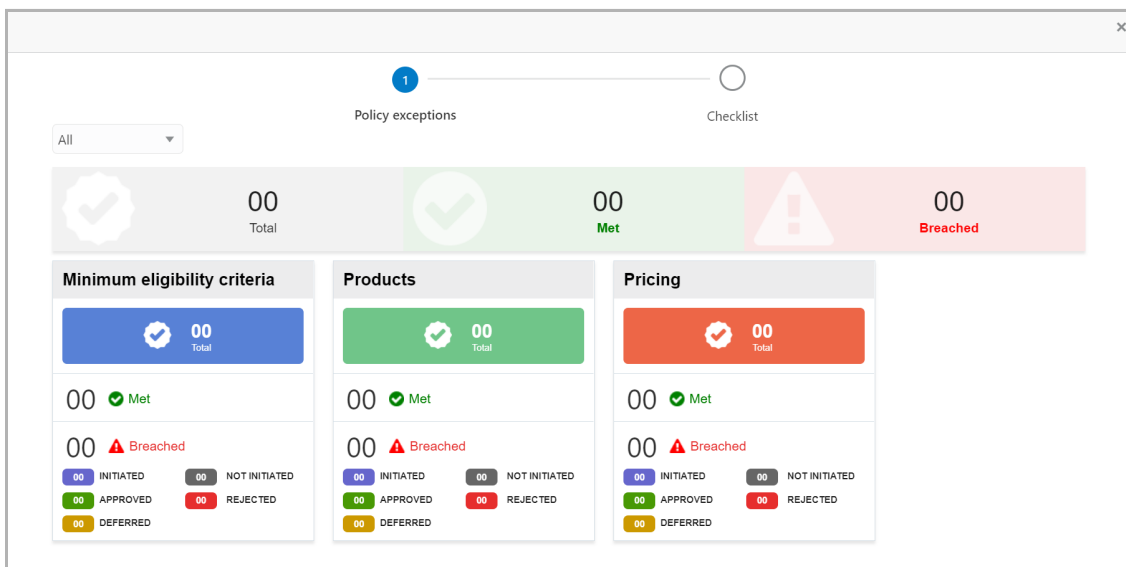 ×
1
Policy exceptions Checklist
All
00 00 00
Total Met Breached
Minimum eligibility criteria Products Pricing
00 00 00
Total Total Total
00 Met 00 Met 00 Met
00 Breached 00 Breached 00 Breached
00 INITIATED 00 NOT INITIATED 00 INITIATED 00 NOT INITIATED 00 INITIATED 00 NOT INITIATED
00 APPROVED 00 REJECTED 00 APPROVED 00 REJECTED 00 APPROVED 00 REJECTED
00 DEFERRED 00 DEFERRED 00 DEFERRED